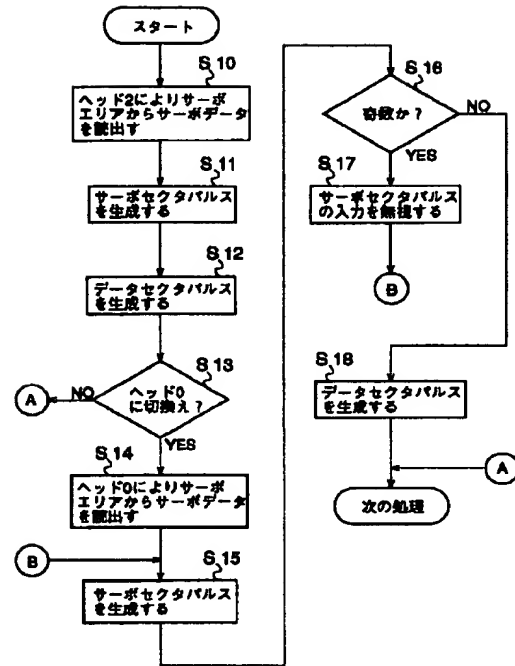 スタート
S10
ヘッド2によりサーボ
エリアからサーボデータ
を読出す
S11
サーボセクタパルス
を生成する
S12
データセクタパルス
を生成する
S13
ヘッド0
に切換え?
NO
A
YES
S14
ヘッド0によりサーボ
エリアからサーボデータ
を読出す
B
S15
サーボセクタパルス
を生成する
S16
奇数か?
NO
YES
S17
サーボセクタパルス
の入力を無視する
B
S18
データセクタパルス
を生成する
A
次の処理